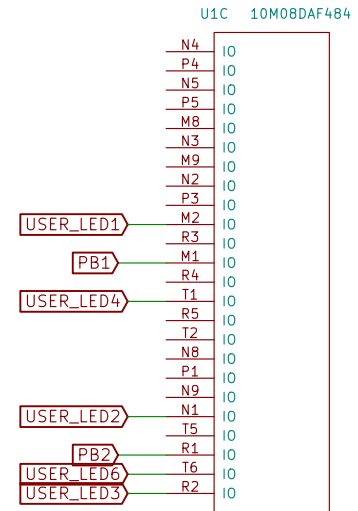 U1C 10M08DAF484
N4 IO
P4 IO
N5 IO
P5 IO
M8 IO
N3 IO
M9 IO
N2 IO
P3 IO
USER_LED1 M2 IO
R3 IO
PB1 M1 IO
R4 IO
USER_LED4 T1 IO
R5 IO
T2 IO
N8 IO
P1 IO
N9 IO
USER_LED2 N1 IO
T5 IO
PB2 R1 IO
USER_LED6 T6 IO
USER_LED3 R2 IO